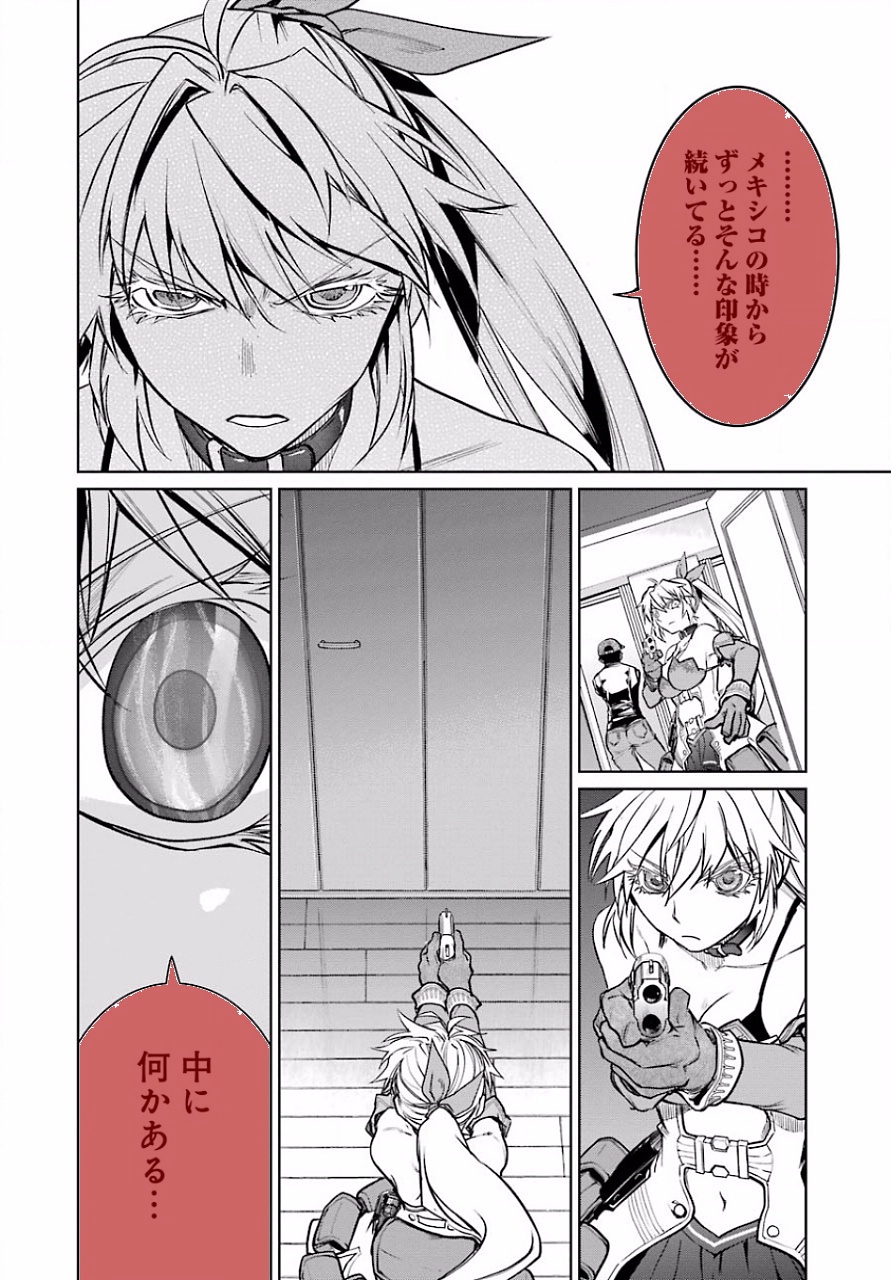 ………
メキシコの時から
ずっとそんな印象が
続いてる……
中に
何かある…